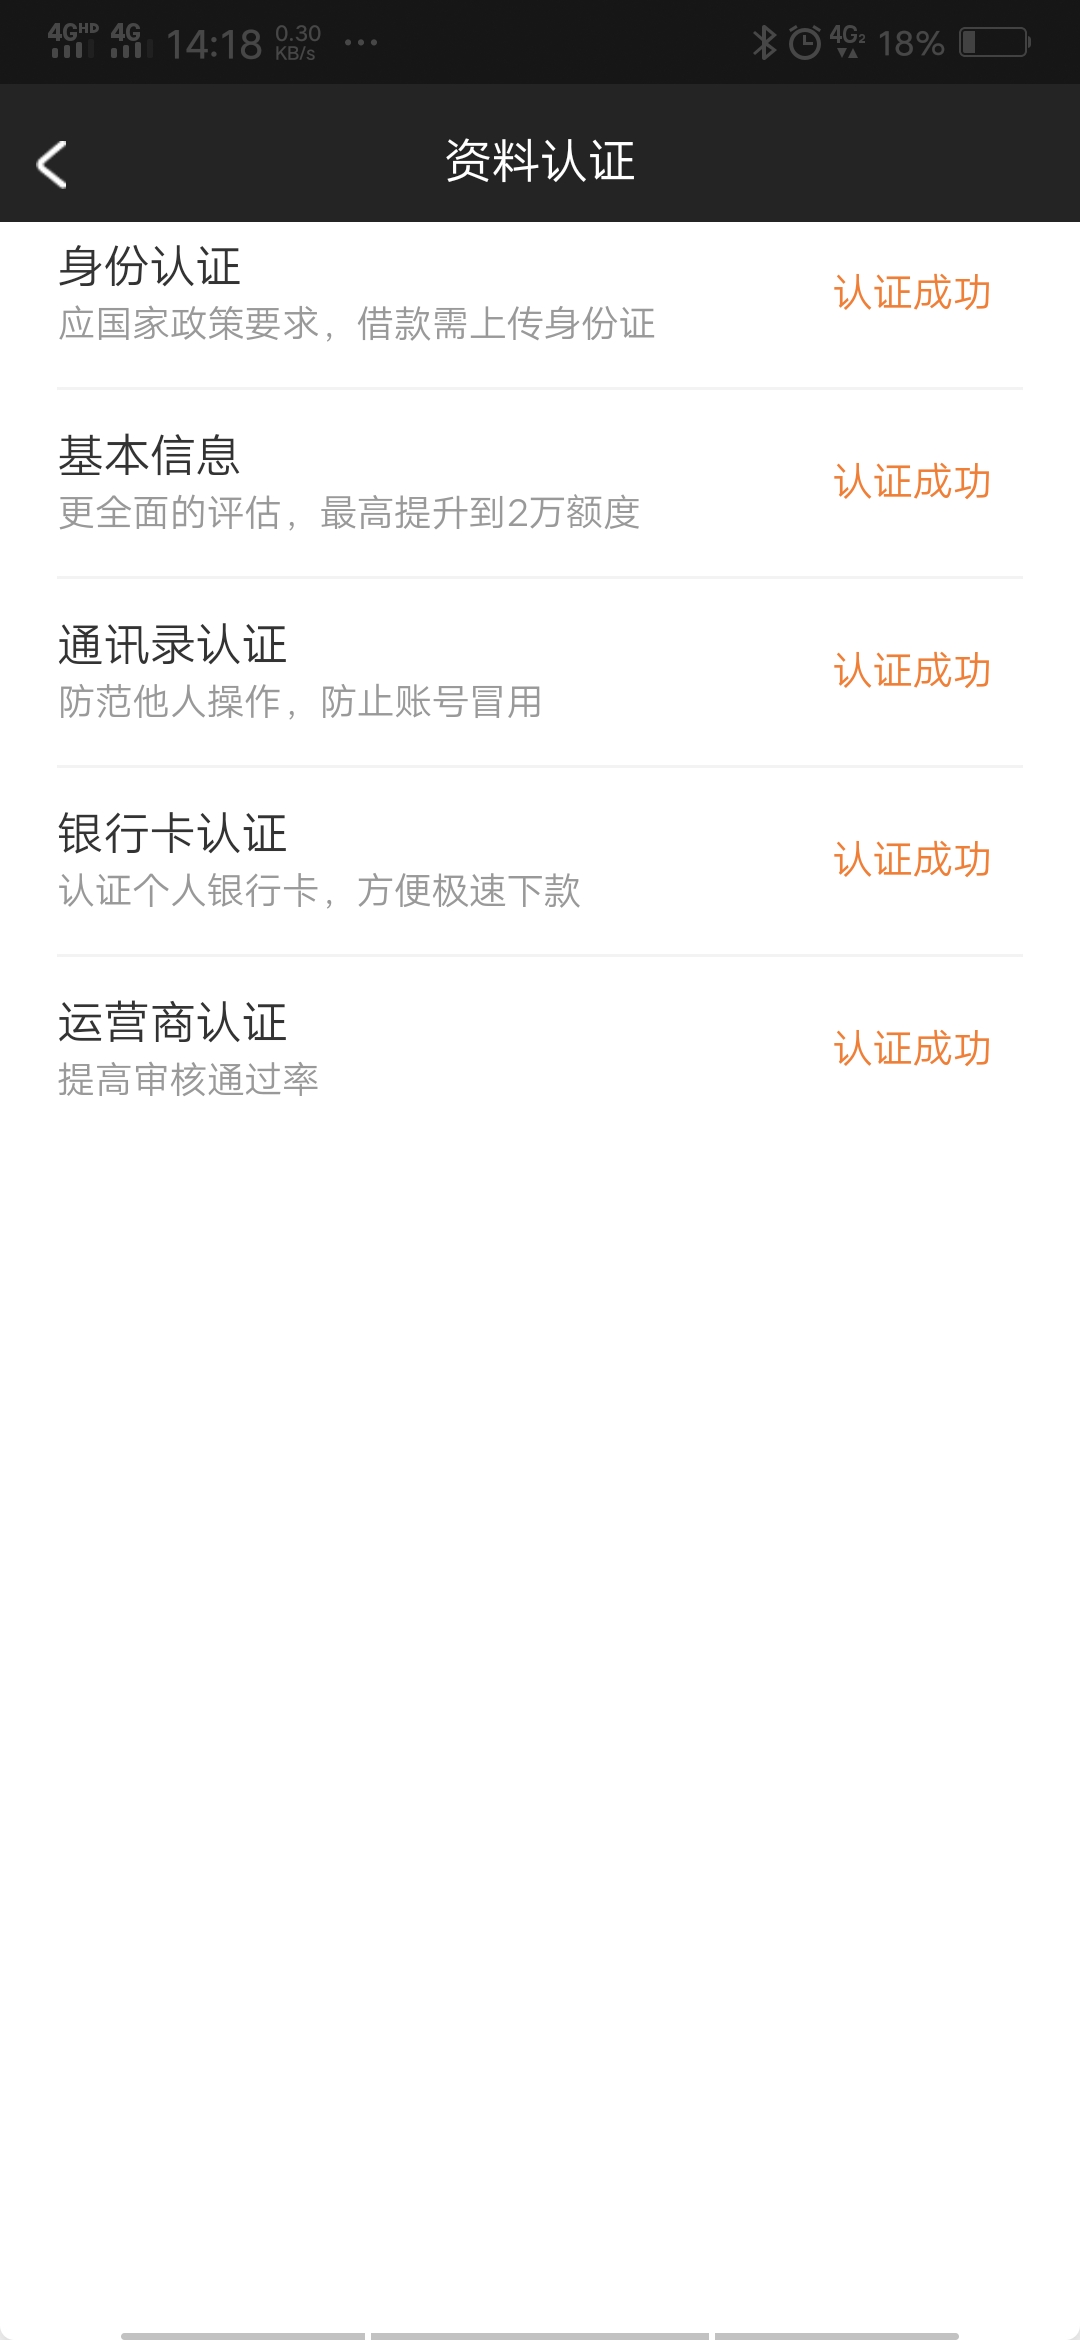 4GHD 4G 14:18 0.30 KB/s ... 4G2 18%
资料认证
身份认证
应国家政策要求，借款需上传身份证
认证成功
基本信息
更全面的评估，最高提升到2万额度
认证成功
通讯录认证
防范他人操作，防止账号冒用
认证成功
银行卡认证
认证个人银行卡，方便极速下款
认证成功
运营商认证
提高审核通过率
认证成功